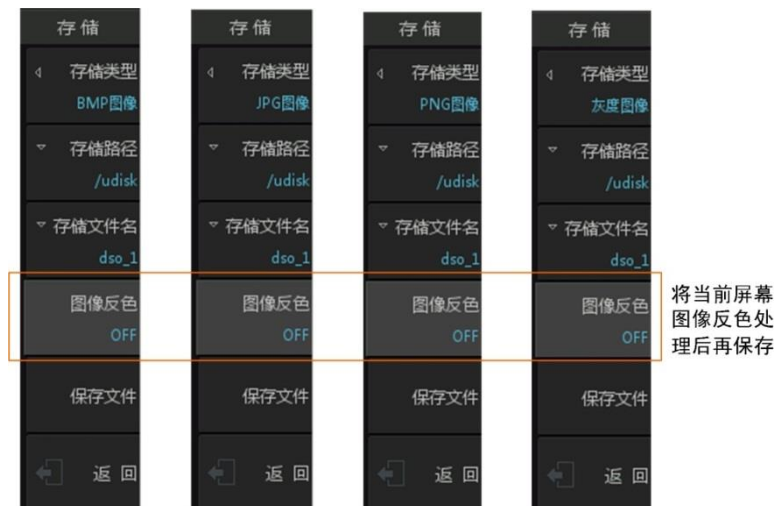 存储
存储类型
BMP图像
存储路径
/udisk
存储文件名
dso_1
图像反色
OFF
保存文件
返回
存储
存储类型
JPG图像
存储路径
/udisk
存储文件名
dso_1
图像反色
OFF
保存文件
返回
存储
存储类型
PNG图像
存储路径
/udisk
存储文件名
dso_1
图像反色
OFF
保存文件
返回
存储
存储类型
灰度图像
存储路径
/udisk
存储文件名
dso_1
图像反色
OFF
保存文件
返回
将当前屏幕
图像反色处
理后再保存